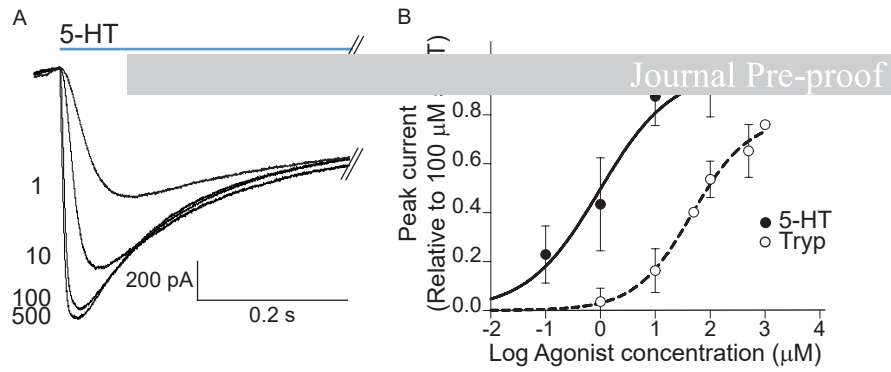 A
5-HT
1
10
100
500
200 pA
0.2 s
B
Journal Pre-proof
Peak current
(Relative to 100 µM
0.8
0.6
0.4
0.2
0.0
-2
-1
0
1
2
3
4
5-HT
Tryp
Log Agonist concentration (µM)